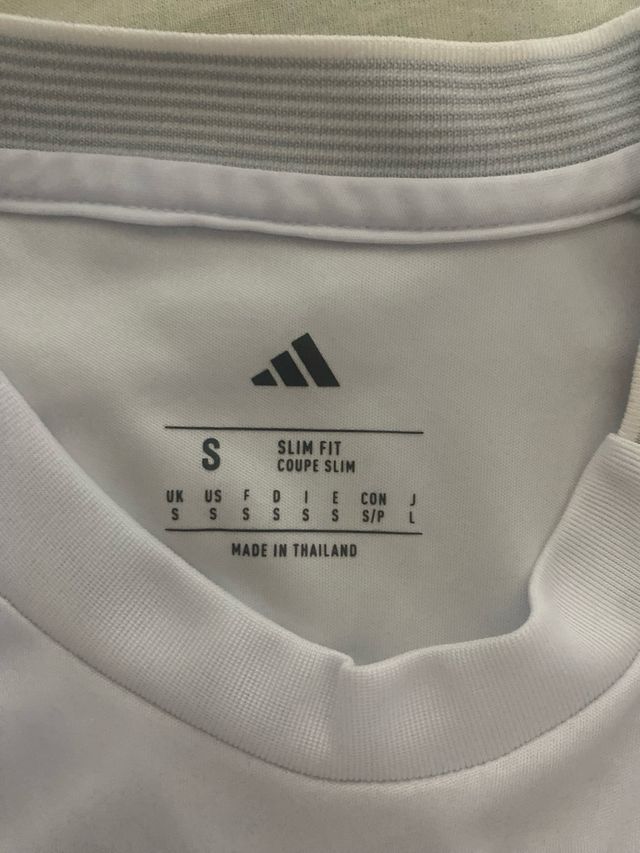 S
SLIM FIT
COUPE SLIM
UK US F D I E CON J
S S S S S S S/P L
MADE IN THAILAND